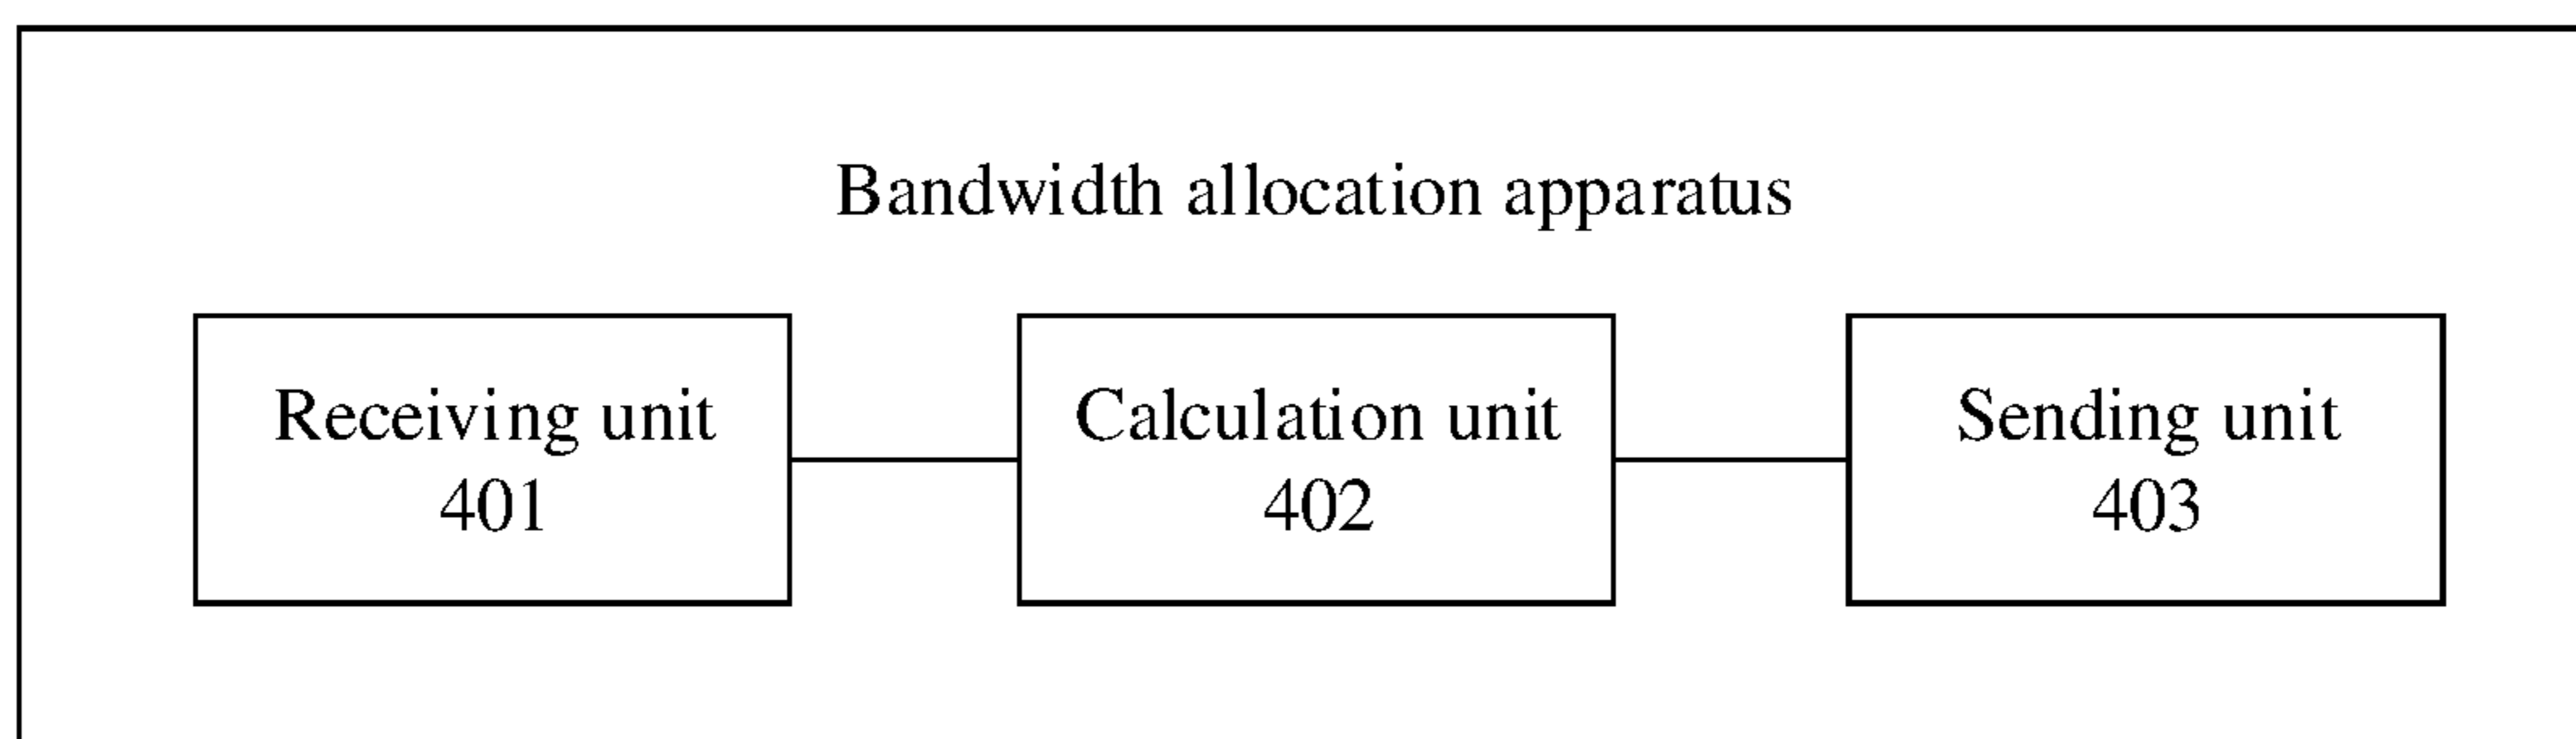 Bandwidth allocation apparatus
Receiving unit
401
Calculation unit
402
Sending unit
403